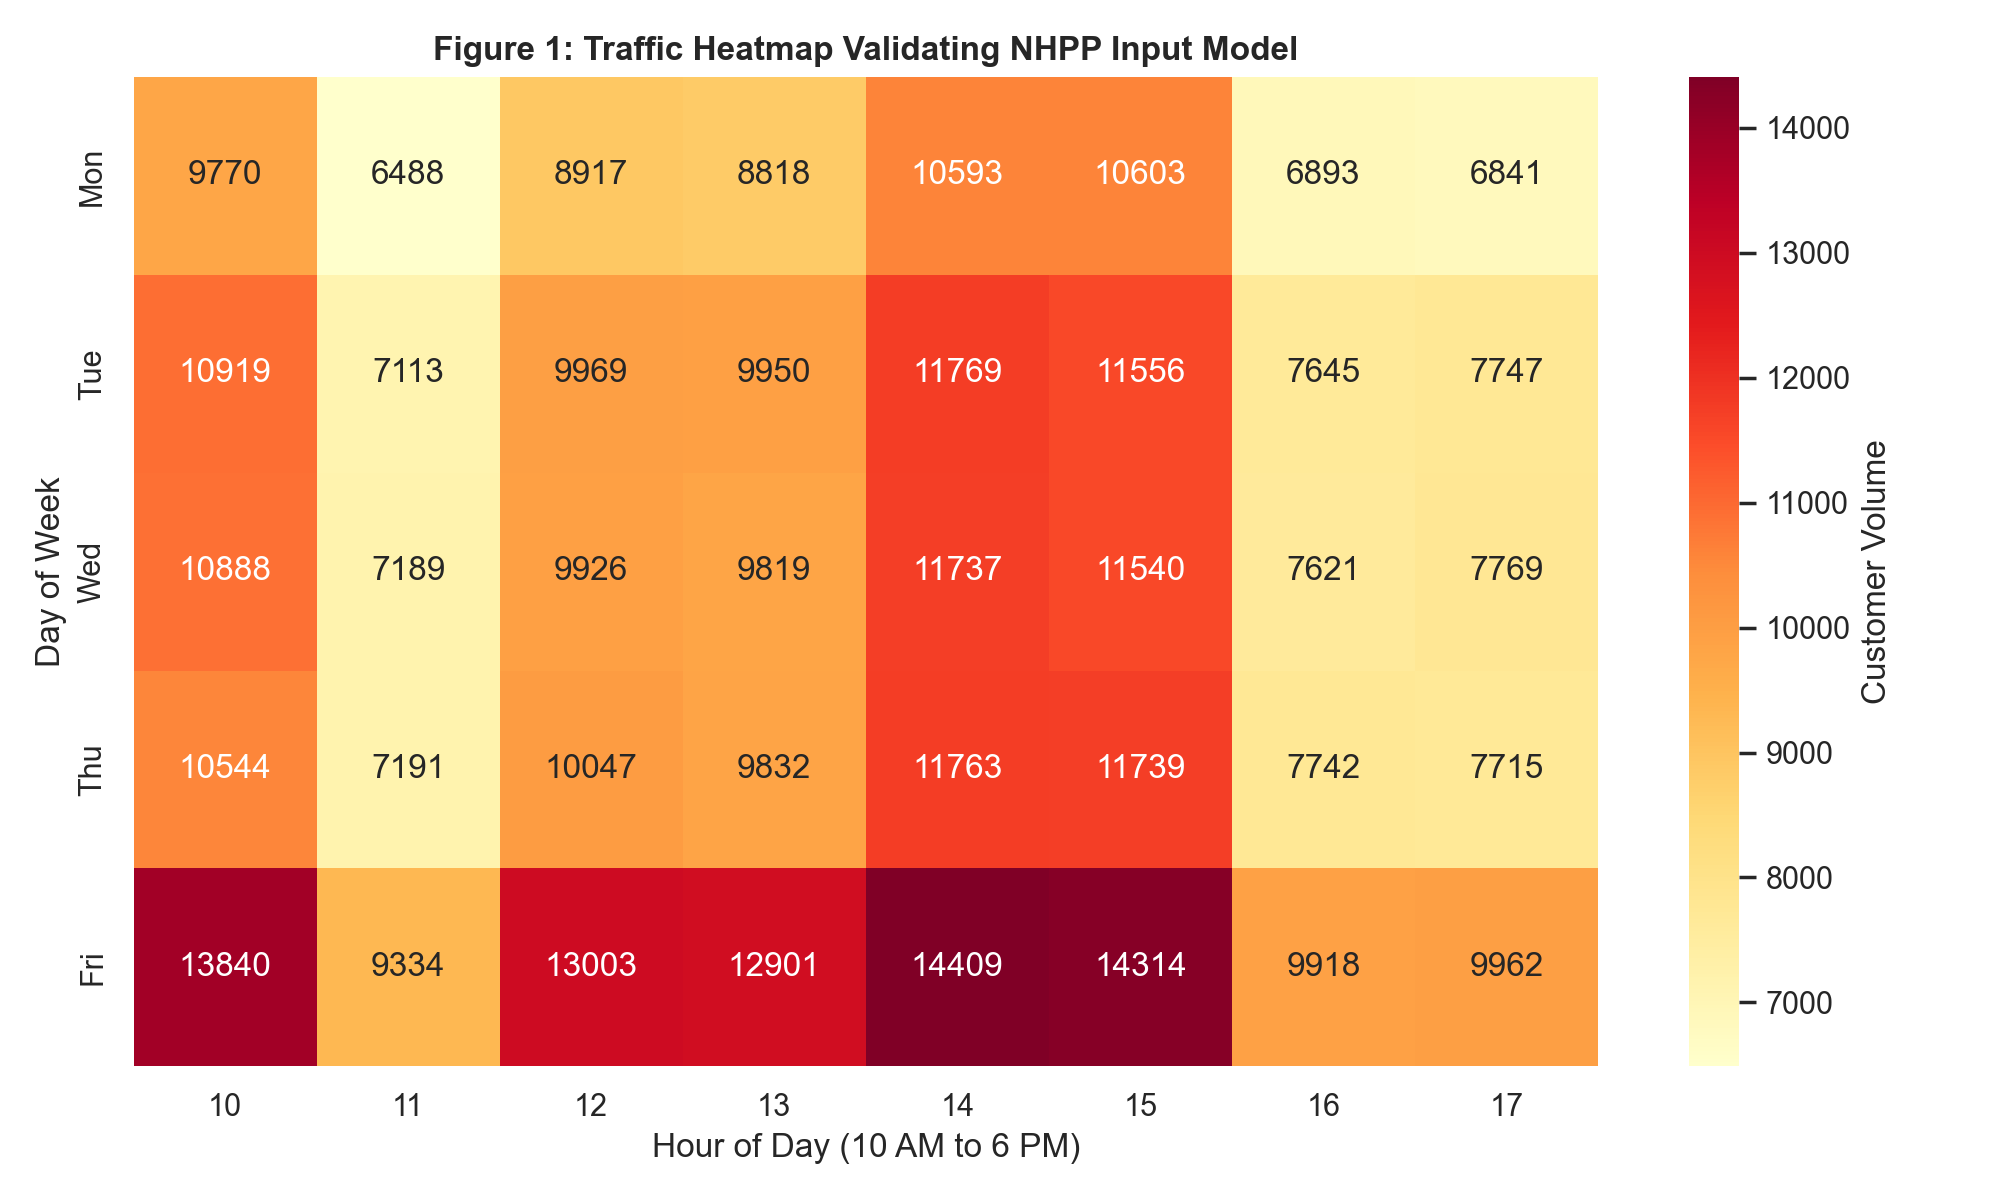 Figure 1: Traffic Heatmap Validating NHPP Input Model
Day of Week
Mon 9770 6488 8917 8818 10593 10603 6893 6841
Tue 10919 7113 9969 9950 11769 11556 7645 7747
Wed 10888 7189 9926 9819 11737 11540 7621 7769
Thu 10544 7191 10047 9832 11763 11739 7742 7715
Fri 13840 9334 13003 12901 14409 14314 9918 9962
10 11 12 13 14 15 16 17
Hour of Day (10 AM to 6 PM)
14000
13000
12000
11000
10000
9000
8000
7000
Customer Volume